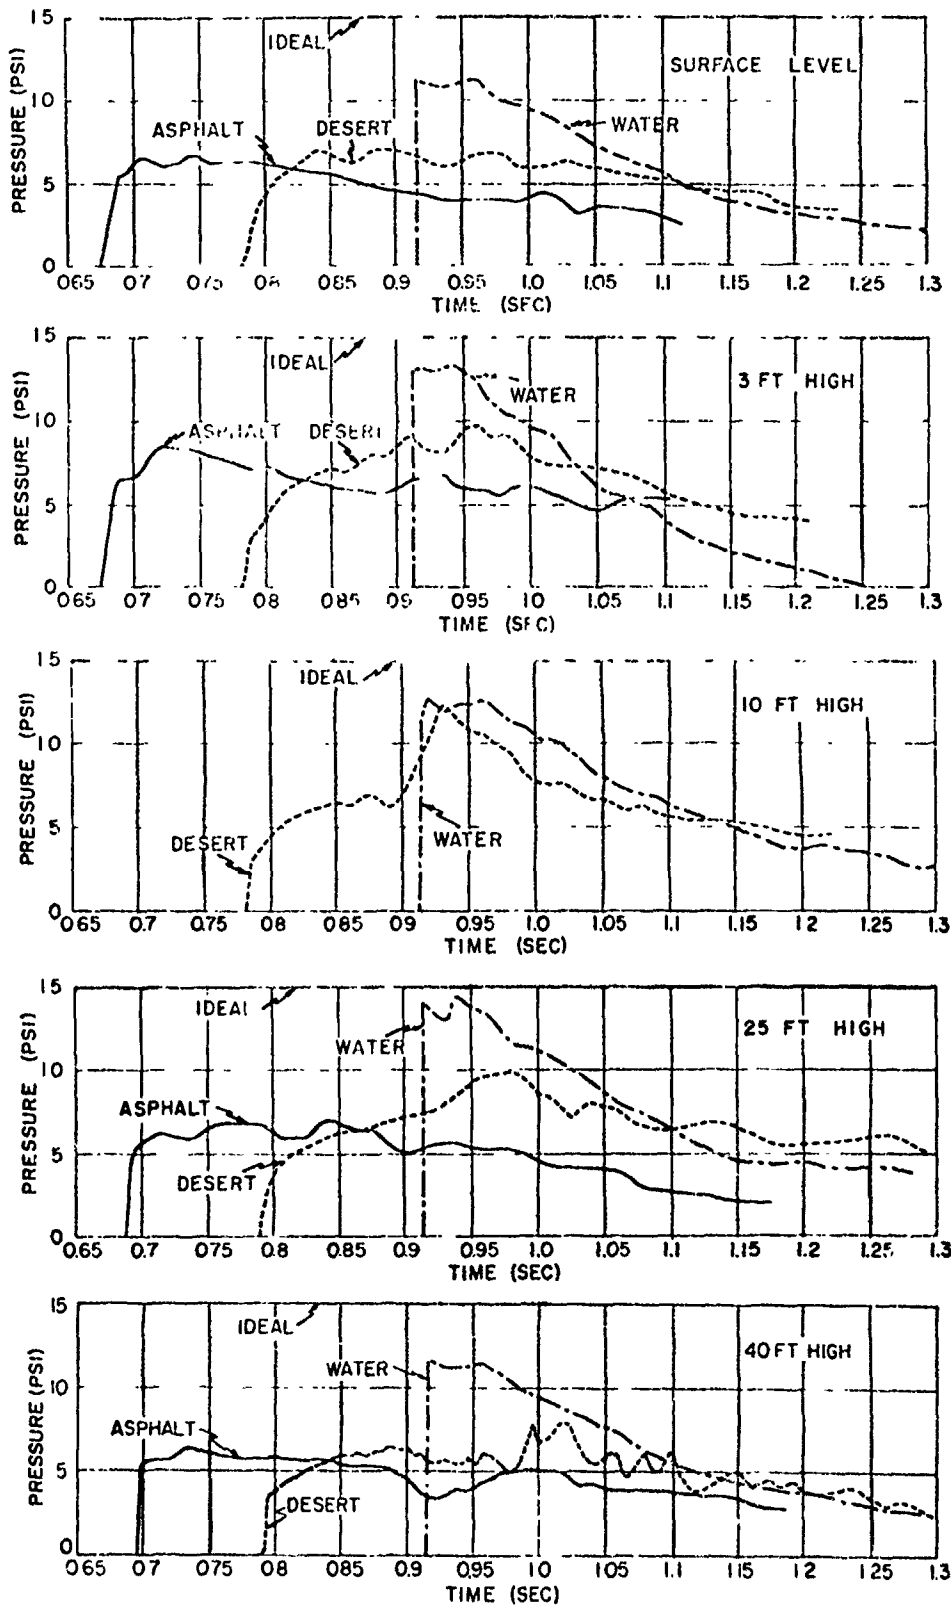 15
IDEAL
SURFACE LEVEL
10
ASPHALT
DESERT
WATER
PRESSURE (PSI)
5
0
0.65 0.7 0.75 0.8 0.85 0.9 0.95 1.0 1.05 1.1 1.15 1.2 1.25 1.3
TIME (SEC)
15
IDEAL
3 FT HIGH
10
WATER
ASPHALT DESERT
PRESSURE (PSI)
5
0
0.65 0.7 0.75 0.8 0.85 0.9 0.95 1.0 1.05 1.1 1.15 1.2 1.25 1.3
TIME (SEC)
15
IDEAL
10 FT HIGH
10
DESERT
WATER
PRESSURE (PSI)
5
0
0.65 0.7 0.75 0.8 0.85 0.9 0.95 1.0 1.05 1.1 1.15 1.2 1.25 1.3
TIME (SEC)
15
IDEAL
25 FT HIGH
WATER
10
ASPHALT
PRESSURE (PSI)
5
DESERT
0
0.65 0.7 0.75 0.8 0.85 0.9 0.95 1.0 1.05 1.1 1.15 1.2 1.25 1.3
TIME (SEC)
15
IDEAL
40 FT HIGH
WATER
10
ASPHALT
PRESSURE (PSI)
5
DESERT
0
0.65 0.7 0.75 0.8 0.85 0.9 0.95 1.0 1.05 1.1 1.15 1.2 1.25 1.3
TIME (SEC)